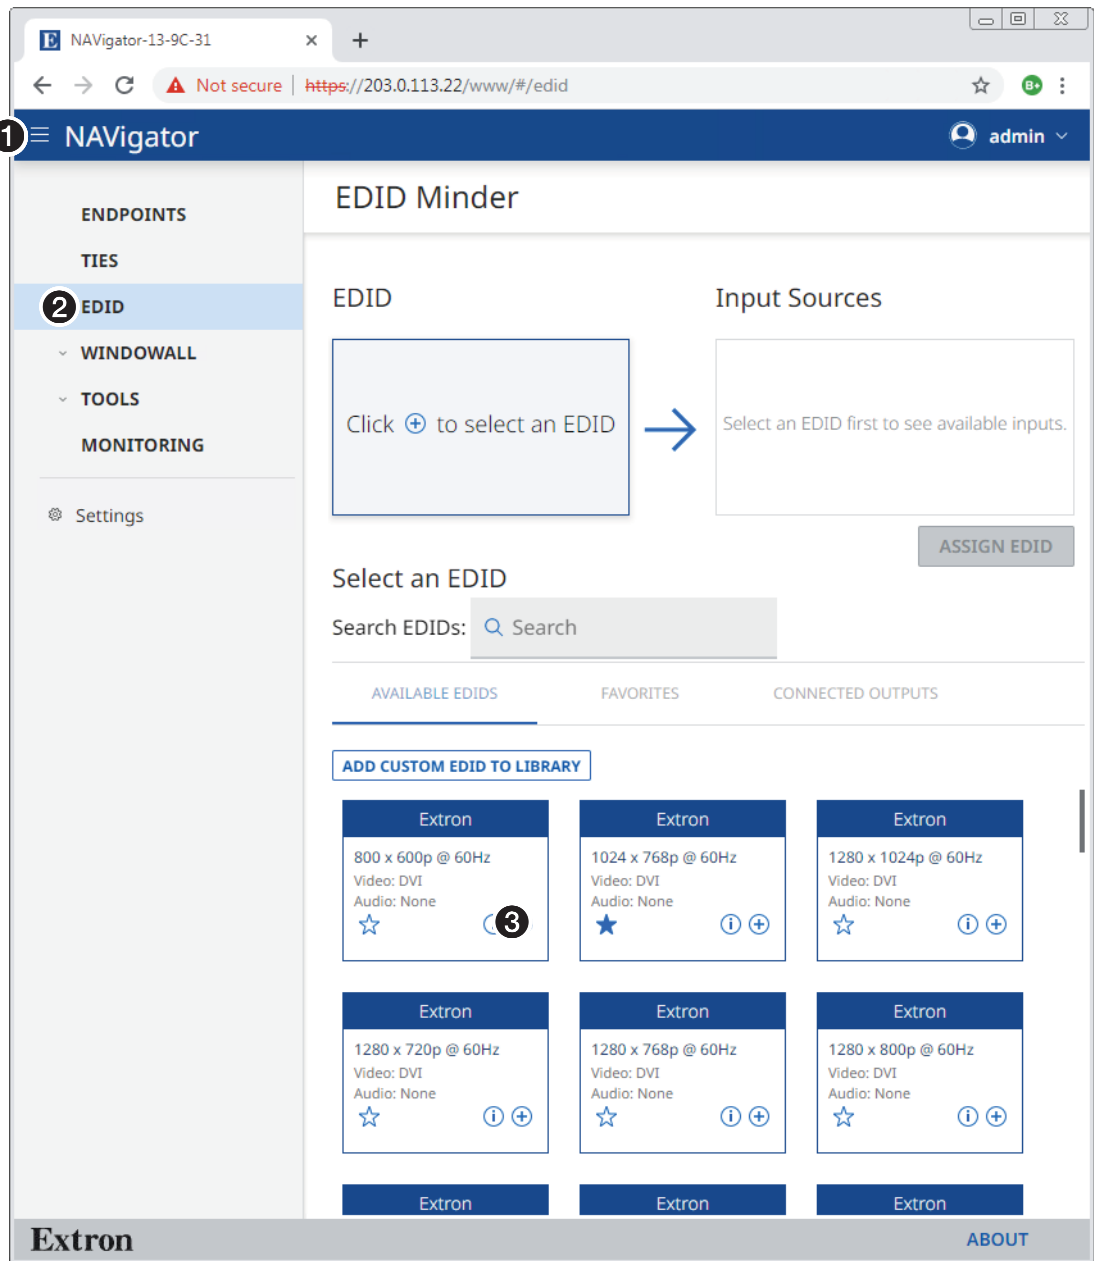 NAVigator-13-9C-31
Not secure | https://203.0.113.22/www/#/edid
B+
1
NAVigator
admin
ENDPOINTS
TIES
2
EDID
WINDOWALL
TOOLS
MONITORING
Settings
EDID Minder
EDID
Input Sources
Click ⊕ to select an EDID
Select an EDID first to see available inputs.
ASSIGN EDID
Select an EDID
Search EDIDs: Search
AVAILABLE EDIDS FAVORITES CONNECTED OUTPUTS
ADD CUSTOM EDID TO LIBRARY
Extron
800 x 600p @ 60Hz
Video: DVI
Audio: None
3
Extron
1024 x 768p @ 60Hz
Video: DVI
Audio: None
Extron
1280 x 1024p @ 60Hz
Video: DVI
Audio: None
Extron
1280 x 720p @ 60Hz
Video: DVI
Audio: None
Extron
1280 x 768p @ 60Hz
Video: DVI
Audio: None
Extron
1280 x 800p @ 60Hz
Video: DVI
Audio: None
Extron
Extron
Extron
Extron
ABOUT